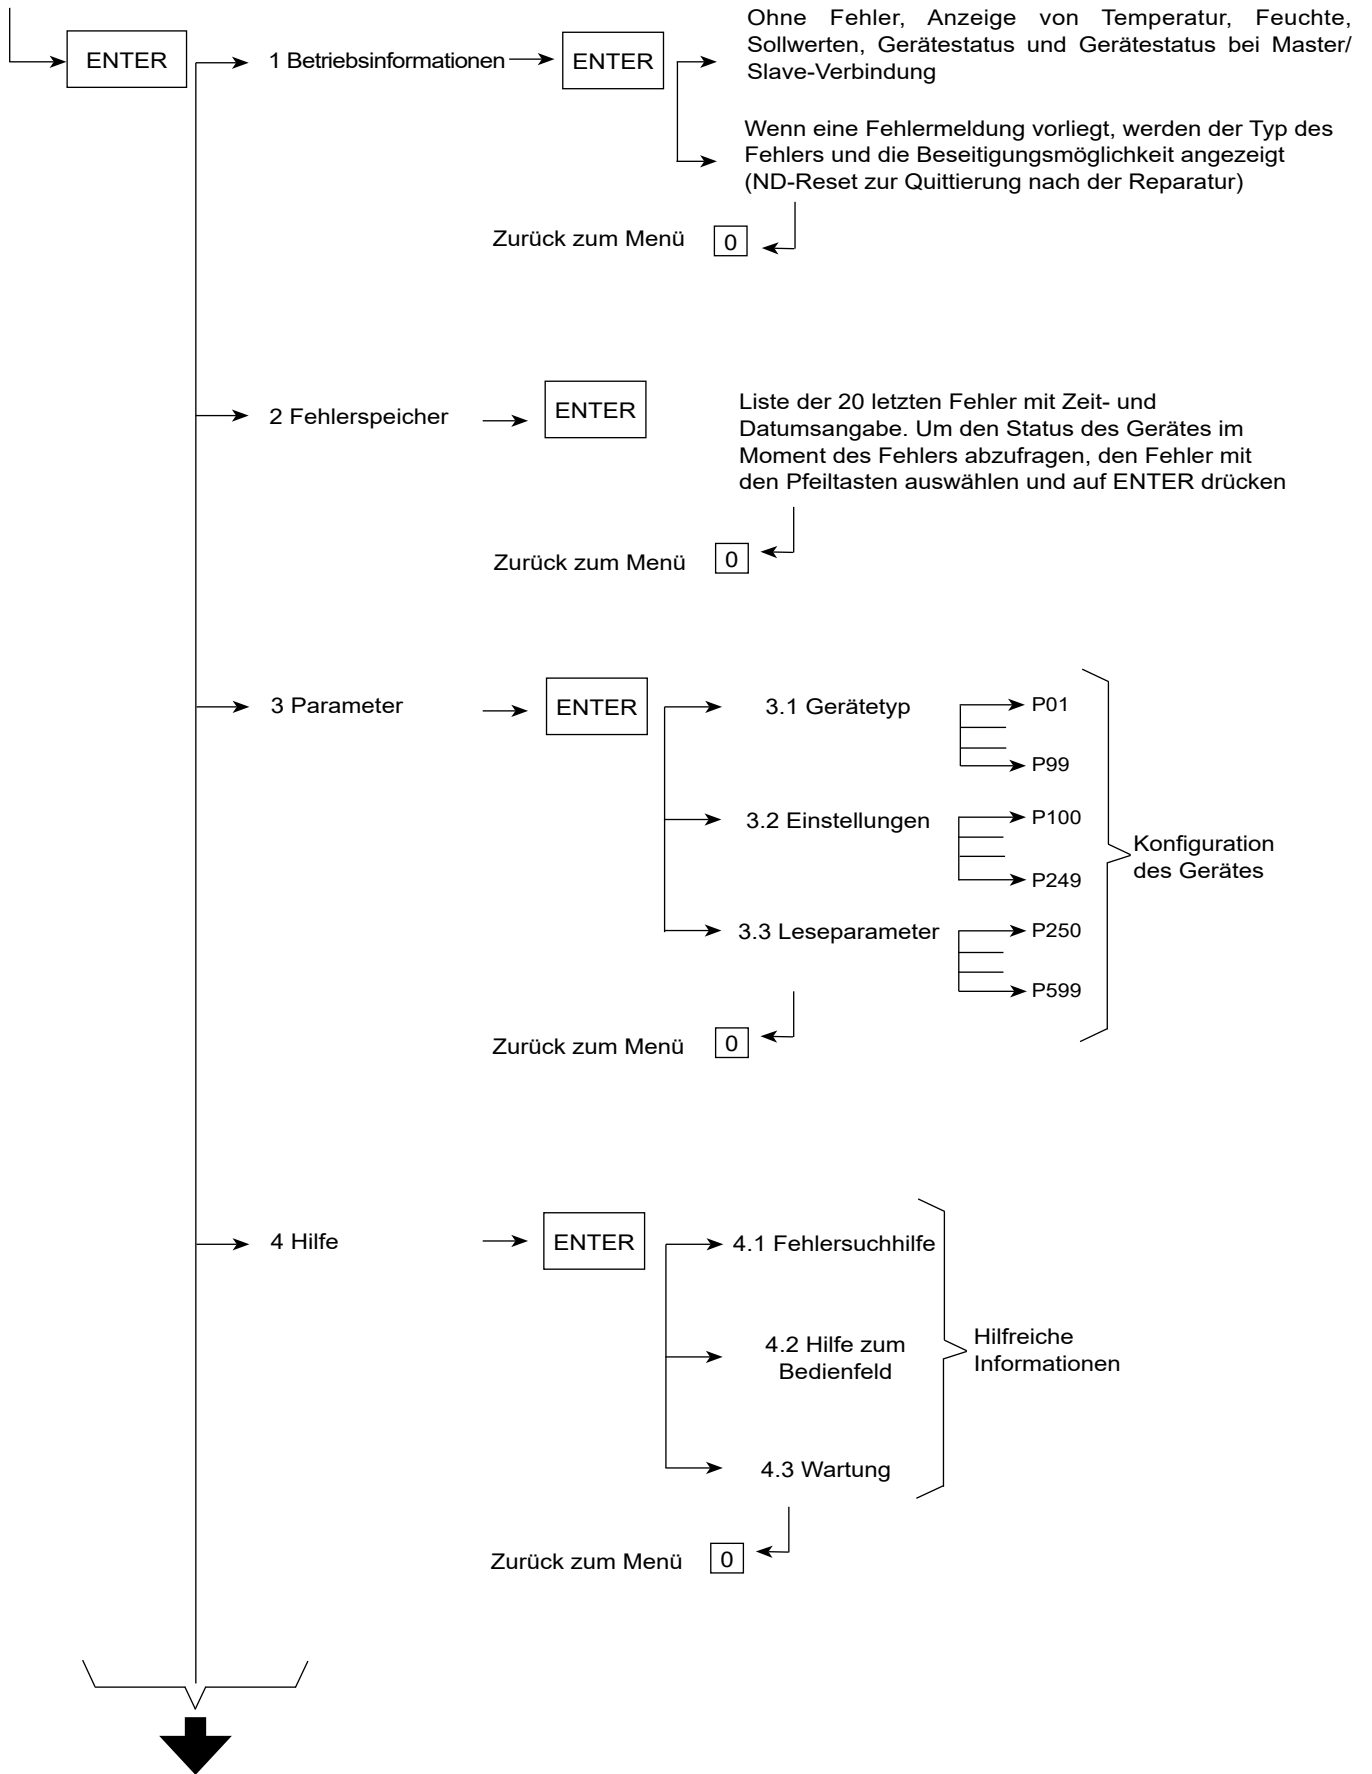 ENTER
1 Betriebsinformationen
ENTER
Ohne Fehler, Anzeige von Temperatur, Feuchte,
Sollwerten, Gerätestatus und Gerätestatus bei Master/
Slave-Verbindung
Wenn eine Fehlermeldung vorliegt, werden der Typ des
Fehlers und die Beseitigungsmöglichkeit angezeigt
(ND-Reset zur Quittierung nach der Reparatur)
Zurück zum Menü
0
2 Fehlerspeicher
ENTER
Liste der 20 letzten Fehler mit Zeit- und
Datumsangabe. Um den Status des Gerätes im
Moment des Fehlers abzufragen, den Fehler mit
den Pfeiltasten auswählen und auf ENTER drücken
Zurück zum Menü
0
3 Parameter
ENTER
3.1 Gerätetyp
P01
P99
3.2 Einstellungen
P100
P249
3.3 Leseparameter
P250
P599
Konfiguration
des Gerätes
Zurück zum Menü
0
4 Hilfe
ENTER
4.1 Fehlersuchhilfe
4.2 Hilfe zum
Bedienfeld
4.3 Wartung
Hilfreiche
Informationen
Zurück zum Menü
0